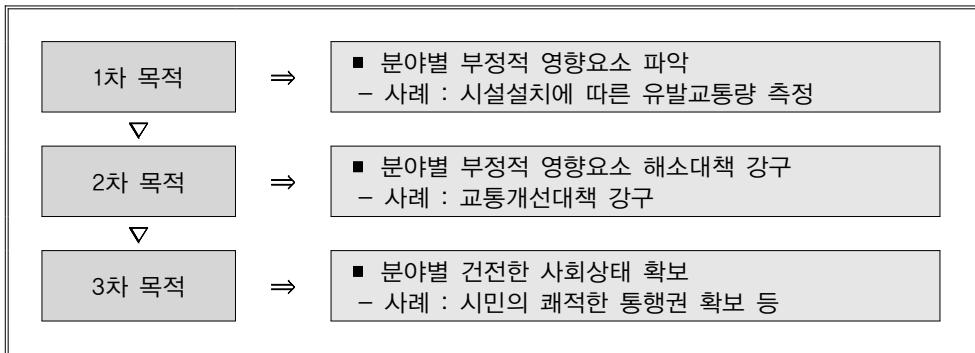 1차 목적 ⇒ ■ 분야별 부정적 영향요소 파악
– 사례 : 시설설치에 따른 유발교통량 측정
▽
2차 목적 ⇒ ■ 분야별 부정적 영향요소 해소대책 강구
– 사례 : 교통개선대책 강구
▽
3차 목적 ⇒ ■ 분야별 건전한 사회상태 확보
– 사례 : 시민의 쾌적한 통행권 확보 등